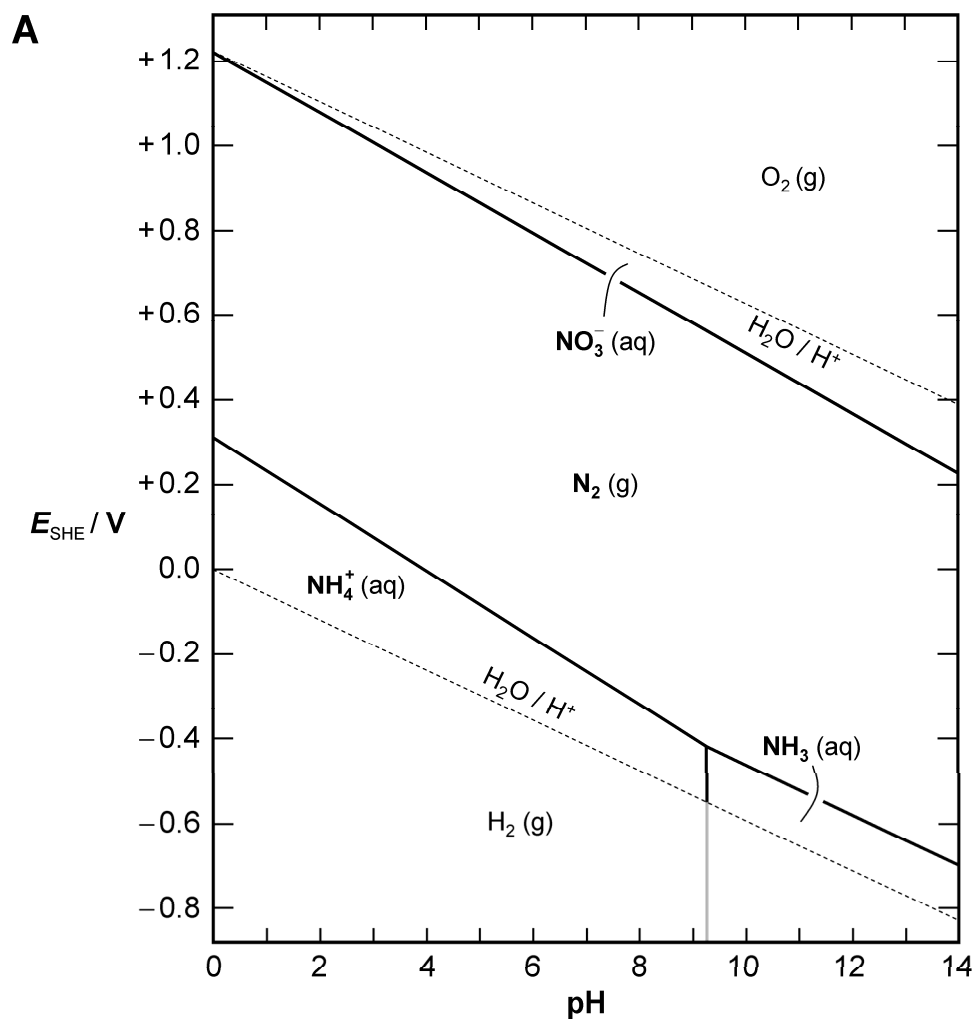 A
+1.2
+1.0
+0.8
+0.6
+0.4
+0.2
0.0
−0.2
−0.4
−0.6
−0.8
E_SHE / V
O₂ (g)
H₂O / H⁺
NO₃⁻ (aq)
N₂ (g)
NH₄⁺ (aq)
H₂O / H⁺
NH₃ (aq)
H₂ (g)
0 2 4 6 8 10 12 14
pH